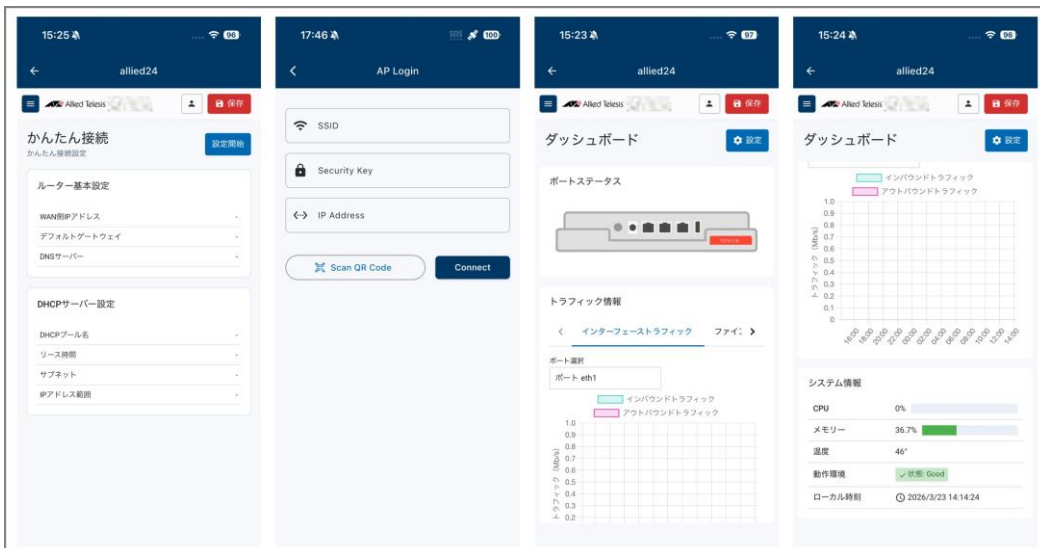 15:25
96
allied24
Allied Telesis
保存
かんたん接続
かんたん接続設定
設定開始
ルーター基本設定
WAN側IPアドレス -
デフォルトゲートウェイ -
DNSサーバー -
DHCPサーバー設定
DHCPプール名 -
リース時間 -
サブネット -
IPアドレス範囲 -
17:46
SOS
100
AP Login
SSID
Security Key
IP Address
Scan QR Code
Connect
15:23
97
allied24
Allied Telesis
保存
ダッシュボード
設定
ポートステータス
トラフィック情報
インターフェーストラフィック
ポート選択
ポート eth1
インバウンドトラフィック
アウトバウンドトラフィック
トラフィック (Mb/s)
1.0
0.9
0.8
0.7
0.6
0.5
0.4
0.3
0.2
15:24
96
allied24
Allied Telesis
保存
ダッシュボード
設定
インバウンドトラフィック
アウトバウンドトラフィック
トラフィック (Mb/s)
1.0
0.9
0.8
0.7
0.6
0.5
0.4
0.3
0.2
0.1
0
16:00 18:00 20:00 22:00 00:00 02:00 04:00 06:00 08:00 10:00 12:00 14:00
システム情報
CPU 0%
メモリー 36.7%
温度 46°
動作環境 状態: Good
ローカル時刻 2026/3/23 14:14:24